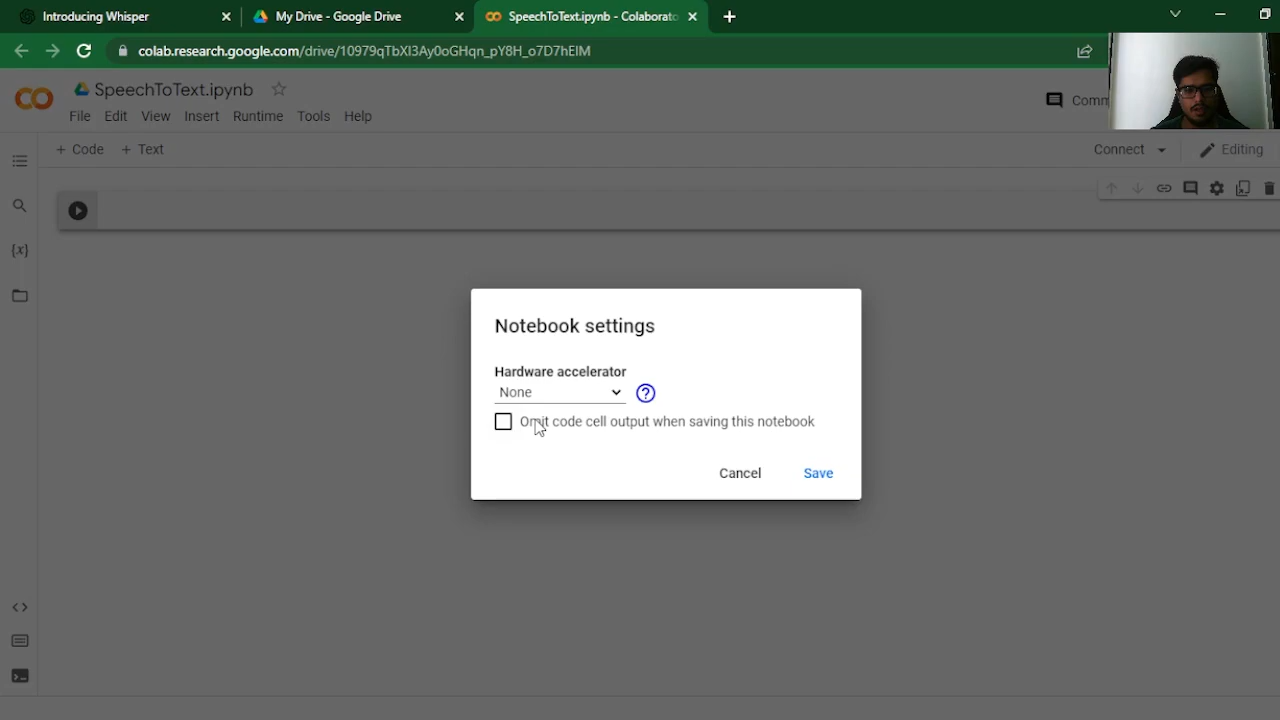 Introducing Whisper
My Drive - Google Drive
SpeechToText.ipynb - Colaborato
colab.research.google.com/drive/10979qTbXI3Ay0oGHqn_pY8H_o7D7hEIM
SpeechToText.ipynb
Comm
File Edit View Insert Runtime Tools Help
+ Code + Text
Connect
Editing
{x}
Notebook settings
Hardware accelerator
None
?
Omit code cell output when saving this notebook
Cancel Save